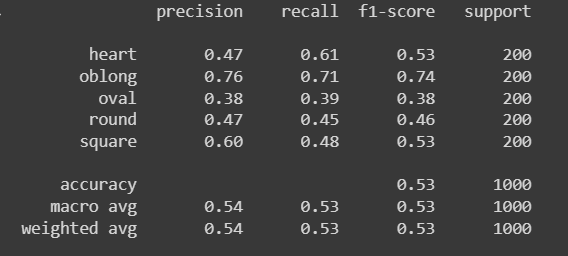 precision recall f1-score support
heart 0.47 0.61 0.53 200
oblong 0.76 0.71 0.74 200
oval 0.38 0.39 0.38 200
round 0.47 0.45 0.46 200
square 0.60 0.48 0.53 200
accuracy 0.53 1000
macro avg 0.54 0.53 0.53 1000
weighted avg 0.54 0.53 0.53 1000